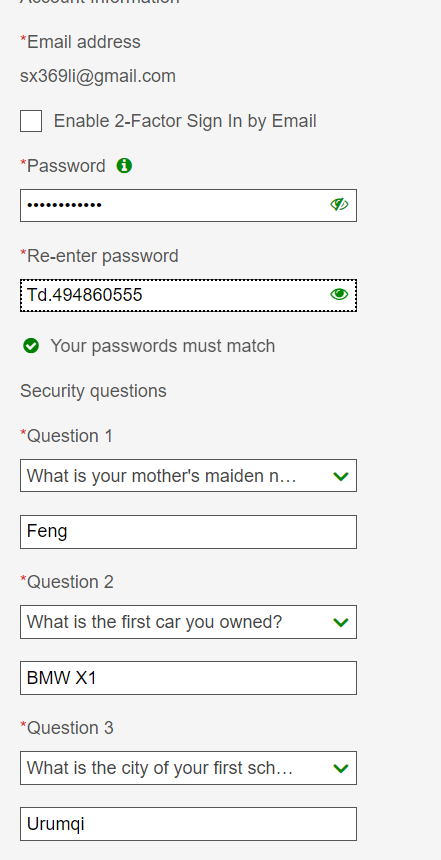 *Email address
sx369li@gmail.com
Enable 2-Factor Sign In by Email
*Password
••••••••••••
*Re-enter password
Td.494860555
Your passwords must match
Security questions
*Question 1
What is your mother's maiden n…
Feng
*Question 2
What is the first car you owned?
BMW X1
*Question 3
What is the city of your first sch…
Urumqi